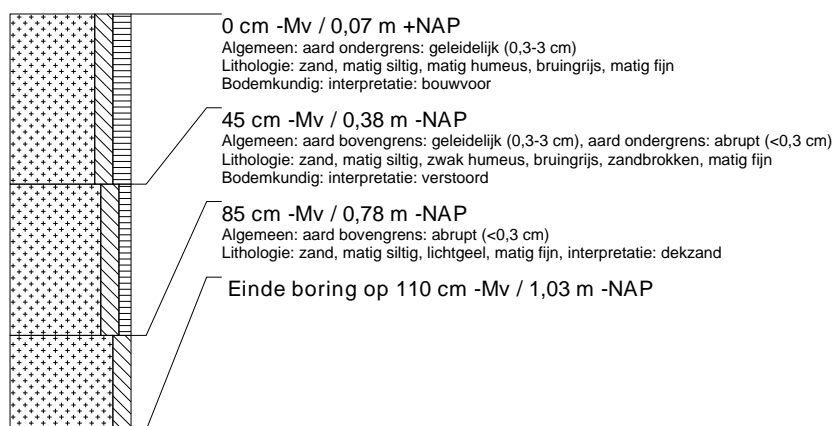 0 cm -Mv / 0,07 m +NAP
Algemeen: aard ondergrens: geleidelijk (0,3-3 cm)
Lithologie: zand, matig siltig, matig humeus, bruingrijs, matig fijn
Bodemkundig: interpretatie: bouwvoor
45 cm -Mv / 0,38 m -NAP
Algemeen: aard bovengrens: geleidelijk (0,3-3 cm), aard ondergrens: abrupt (<0,3 cm)
Lithologie: zand, matig siltig, zwak humeus, bruingrijs, zandbrokken, matig fijn
Bodemkundig: interpretatie: verstoord
85 cm -Mv / 0,78 m -NAP
Algemeen: aard bovengrens: abrupt (<0,3 cm)
Lithologie: zand, matig siltig, lichtgeel, matig fijn, interpretatie: dekzand
Einde boring op 110 cm -Mv / 1,03 m -NAP